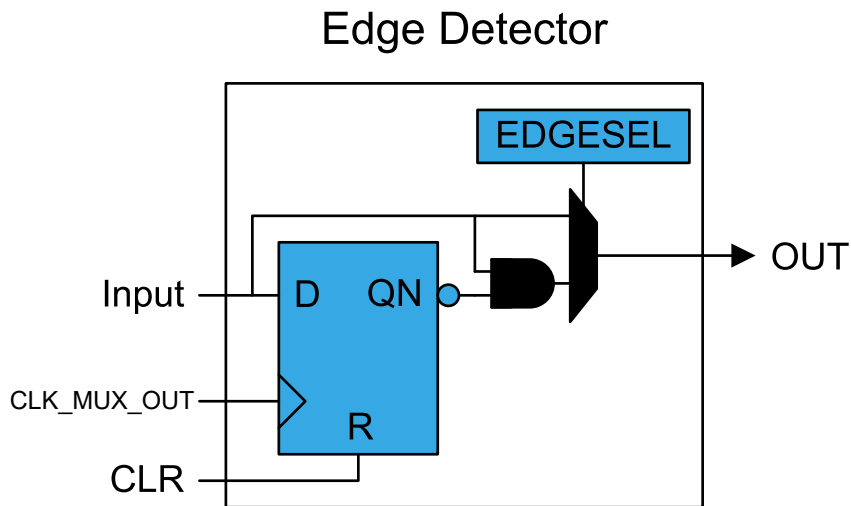 Edge Detector
EDGESEL
OUT
Input
D
QN
CLK_MUX_OUT
R
CLR